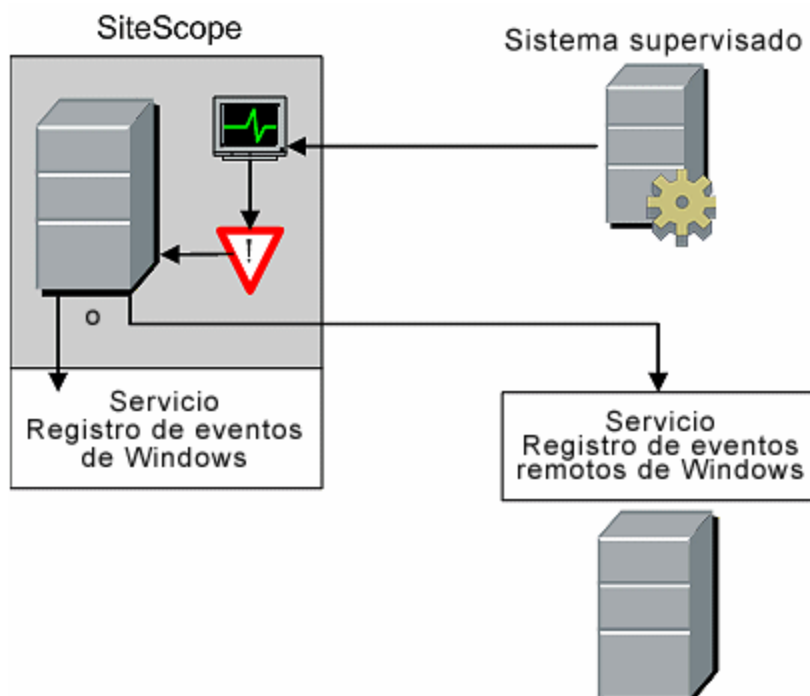 SiteScope
Sistema supervisado
!
o
Servicio
Registro de eventos
de Windows
Servicio
Registro de eventos
remotos de Windows